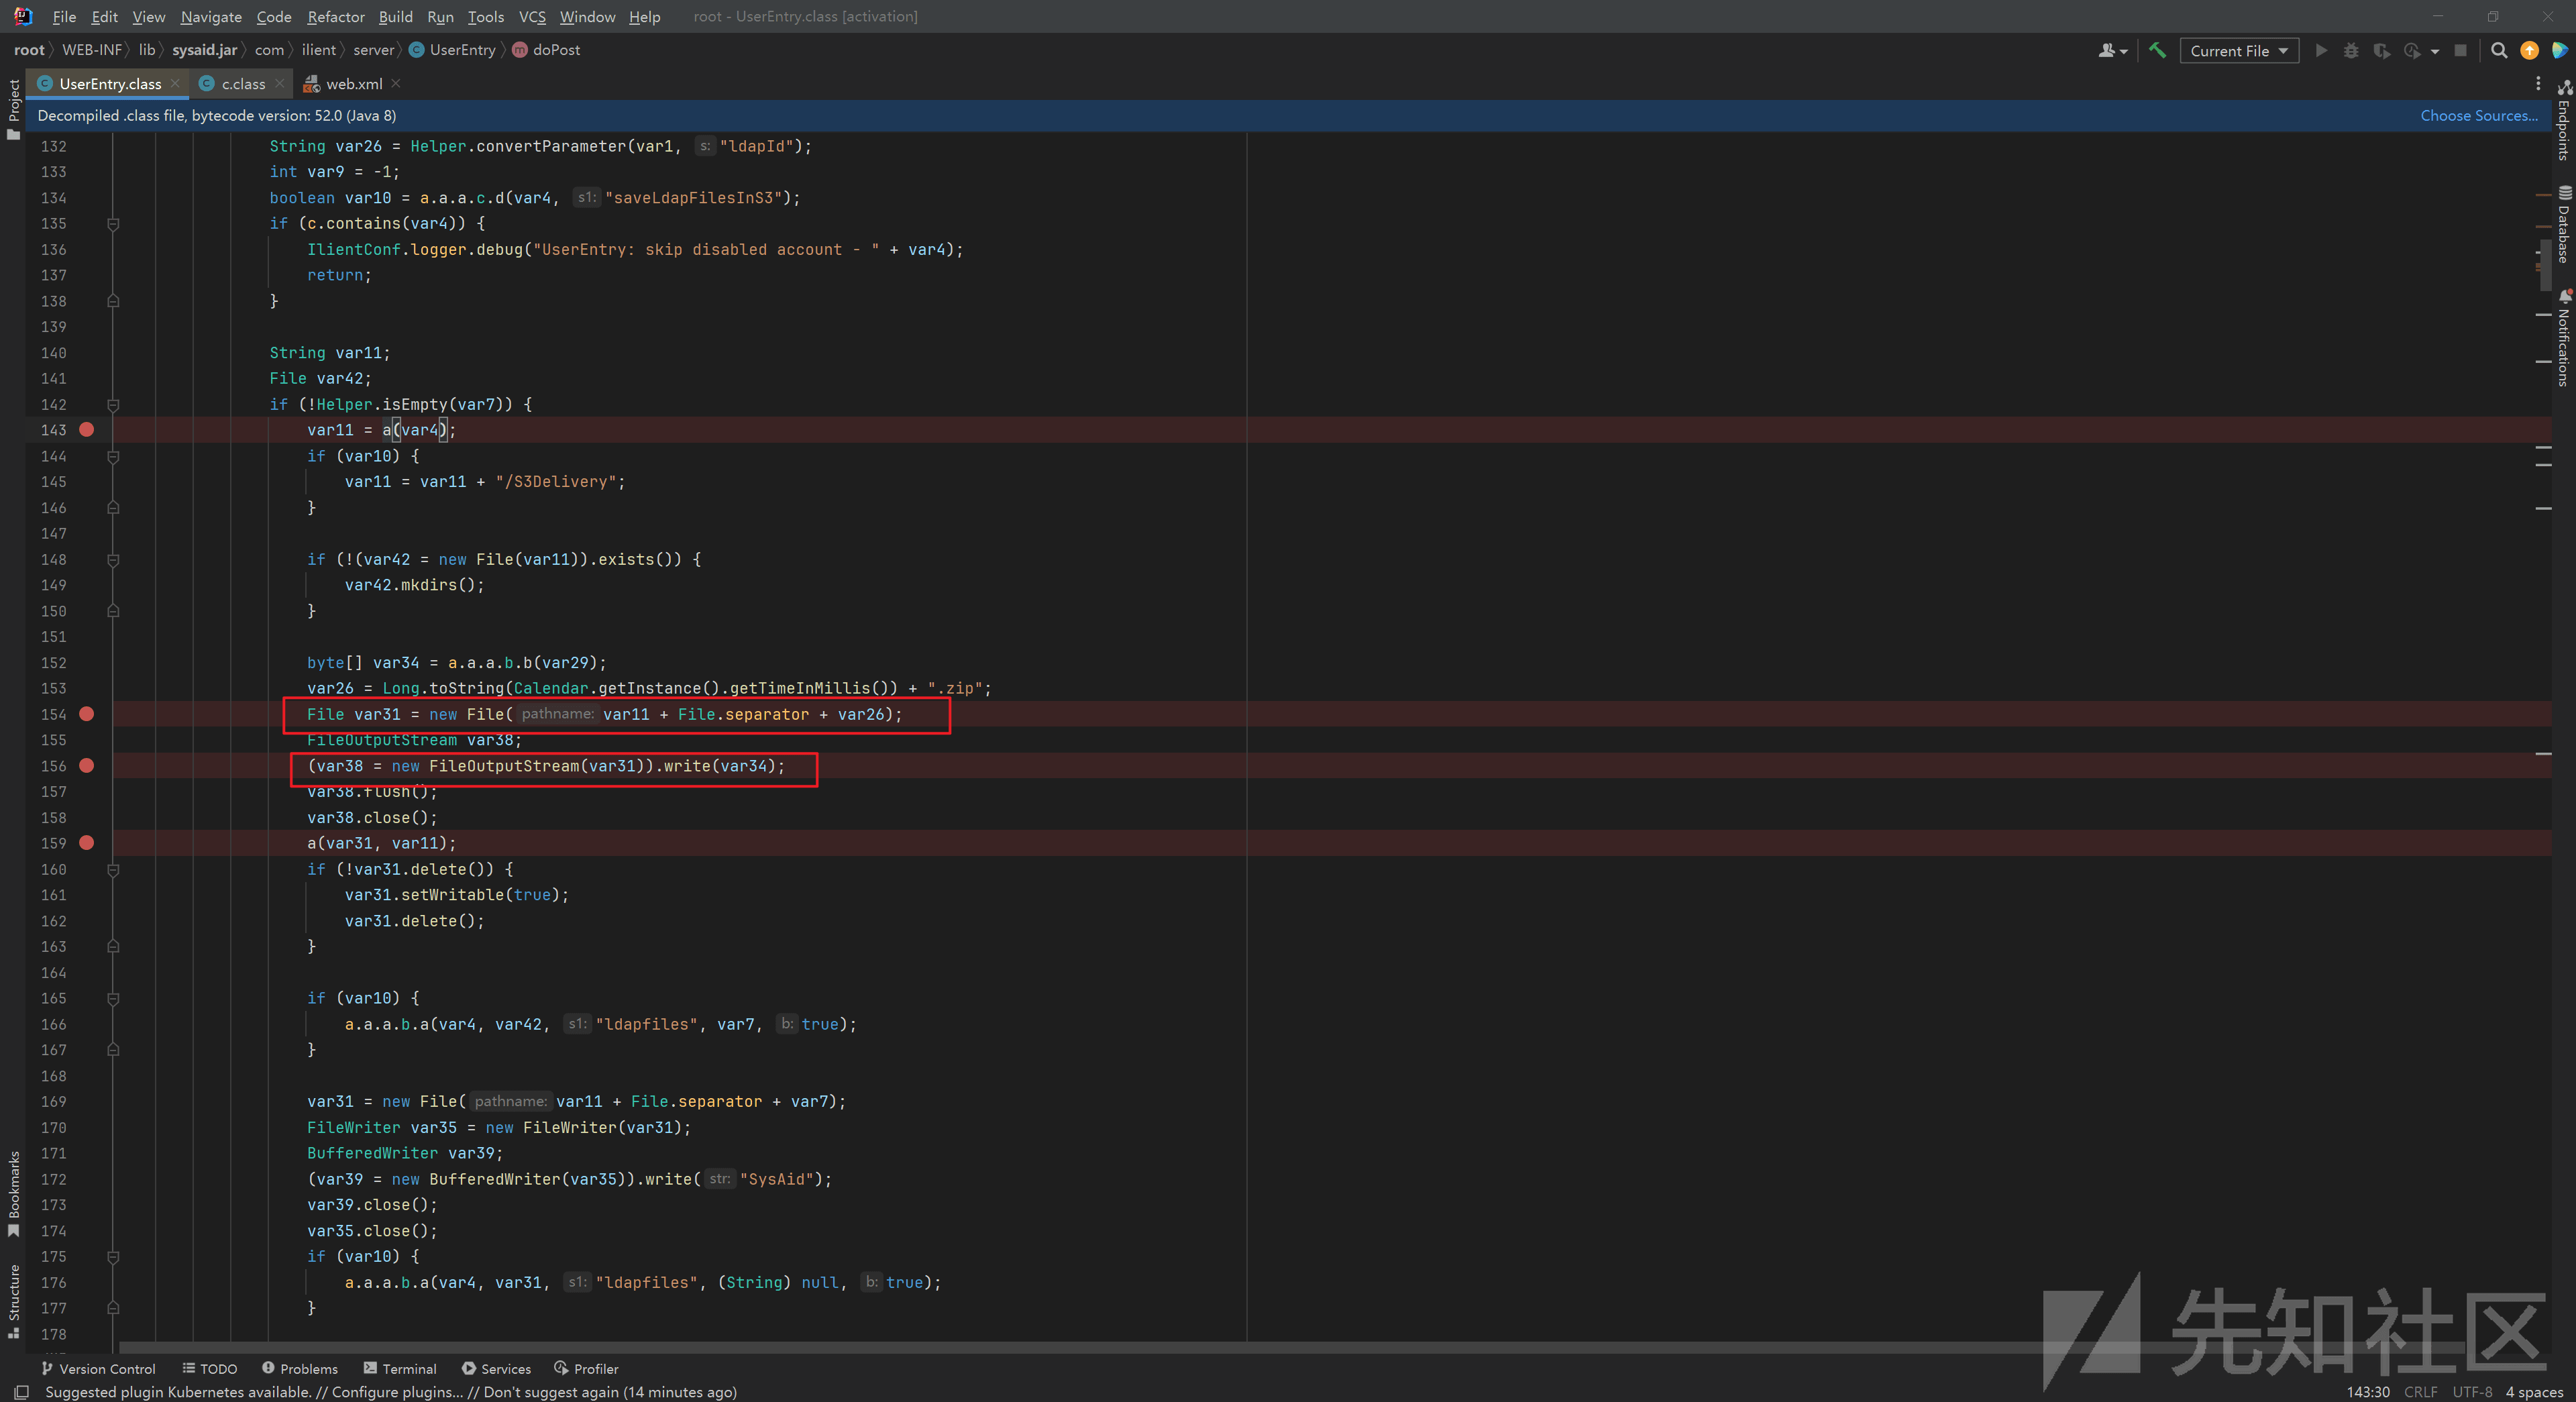 File Edit View Navigate Code Refactor Build Run Tools VCS Window Help root - UserEntry.class [activation]
root WEB-INF lib sysaid.jar com ilient server UserEntry doPost Current File
UserEntry.class c.class web.xml
Decompiled .class file, bytecode version: 52.0 (Java 8) Choose Sources...
132 String var26 = Helper.convertParameter(var1, s: "ldapId");
133 int var9 = -1;
134 boolean var10 = a.a.a.c.d(var4, s1: "saveLdapFilesInS3");
135 if (c.contains(var4)) {
136 IlientConf.logger.debug("UserEntry: skip disabled account - " + var4);
137 return;
138 }
139
140 String var11;
141 File var42;
142 if (!Helper.isEmpty(var7)) {
143 var11 = a(var4);
144 if (var10) {
145 var11 = var11 + "/S3Delivery";
146 }
147
148 if (!(var42 = new File(var11)).exists()) {
149 var42.mkdirs();
150 }
151
152 byte[] var34 = a.a.a.b.b(var29);
153 var26 = Long.toString(Calendar.getInstance().getTimeInMillis()) + ".zip";
154 File var31 = new File( pathname: var11 + File.separator + var26);
155 FileOutputStream var38;
156 (var38 = new FileOutputStream(var31)).write(var34);
157 var38.flush();
158 var38.close();
159 a(var31, var11);
160 if (!var31.delete()) {
161 var31.setWritable(true);
162 var31.delete();
163 }
164
165 if (var10) {
166 a.a.a.b.a(var4, var42, s1: "ldapfiles", var7, b: true);
167 }
168
169 var31 = new File( pathname: var11 + File.separator + var7);
170 FileWriter var35 = new FileWriter(var31);
171 BufferedWriter var39;
172 (var39 = new BufferedWriter(var35)).write( str: "SysAid");
173 var39.close();
174 var35.close();
175 if (var10) {
176 a.a.a.b.a(var4, var31, s1: "ldapfiles", (String) null, b: true);
177 }
178
Project
Bookmarks
Structure
Endpoints
Database
Notifications
先知社区
Version Control TODO Problems Terminal Services Profiler
Suggested plugin Kubernetes available. // Configure plugins... // Don't suggest again (14 minutes ago) 143:30 CRLF UTF-8 4 spaces